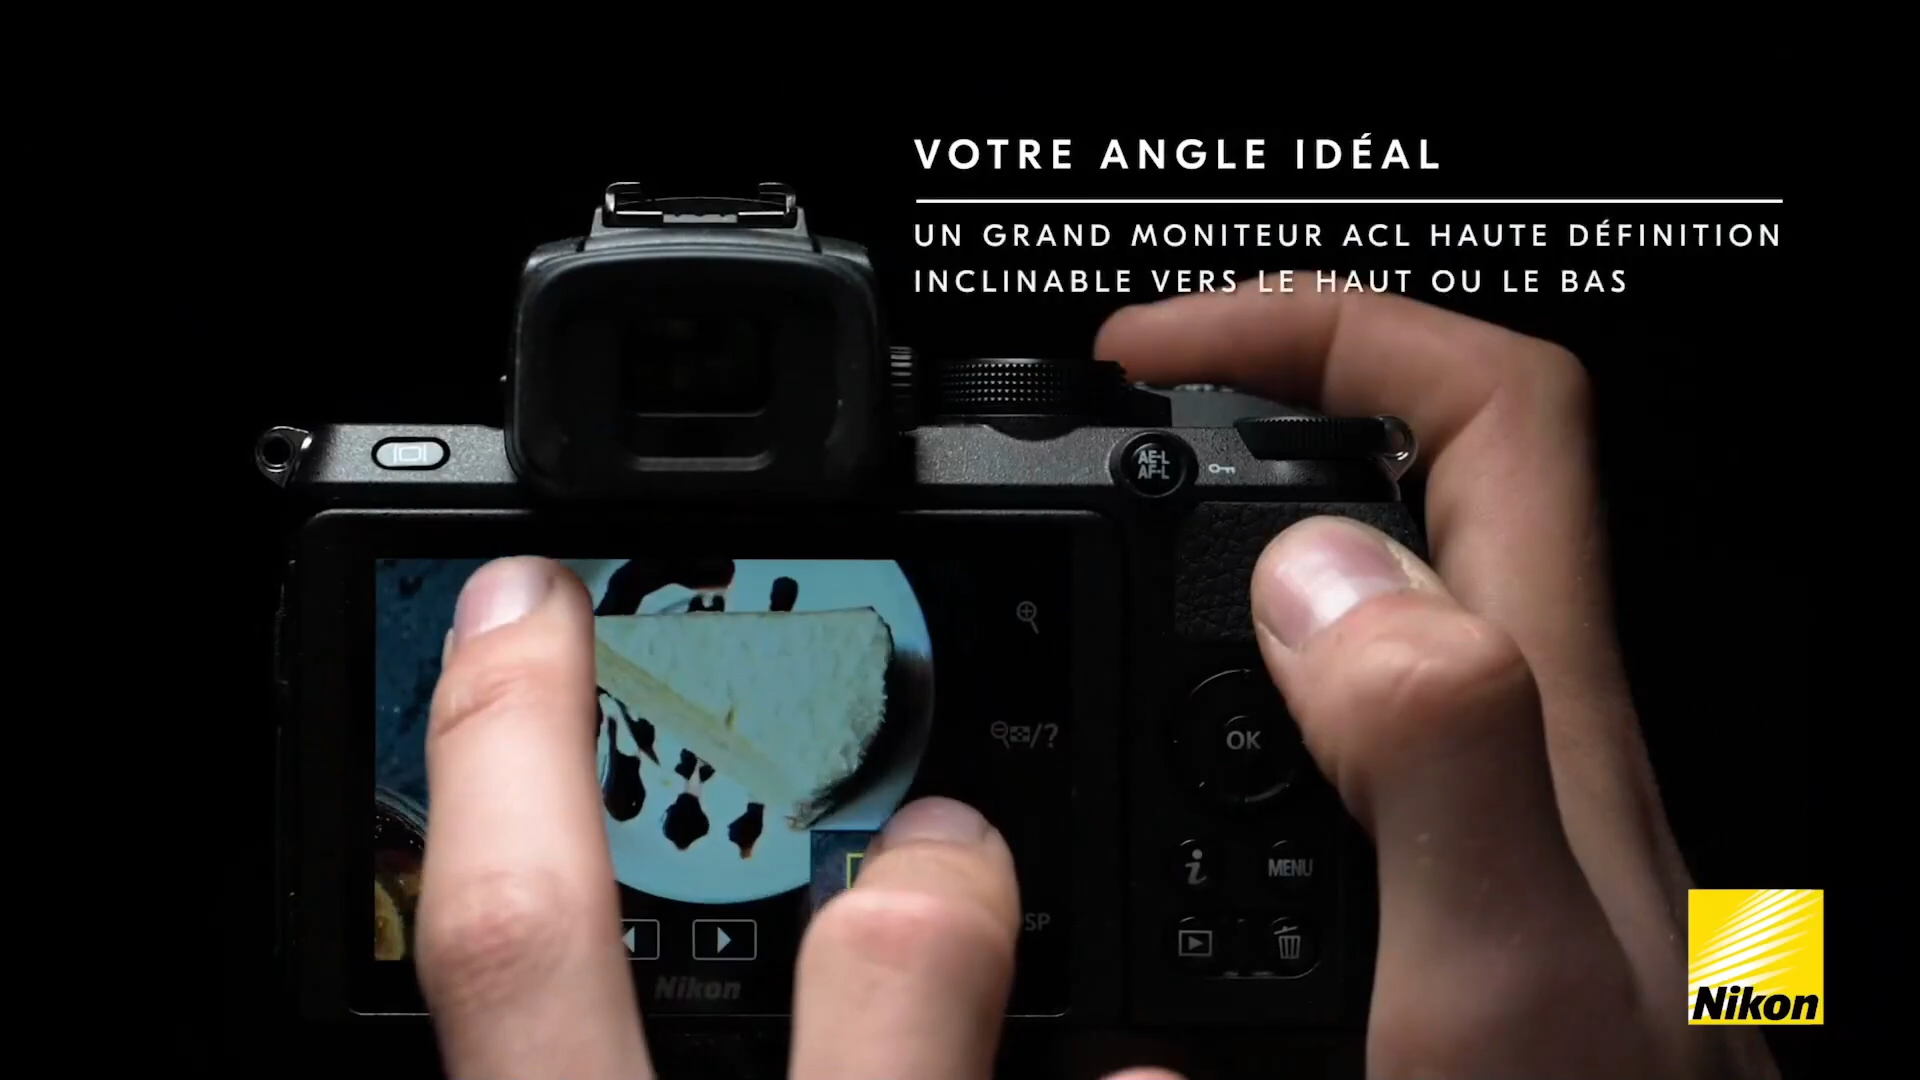 VOTRE ANGLE IDÉAL
UN GRAND MONITEUR ACL HAUTE DÉFINITION
INCLINABLE VERS LE HAUT OU LE BAS
AE-L
AF-L
?
OK
i
MENU
SP
Nikon
Nikon